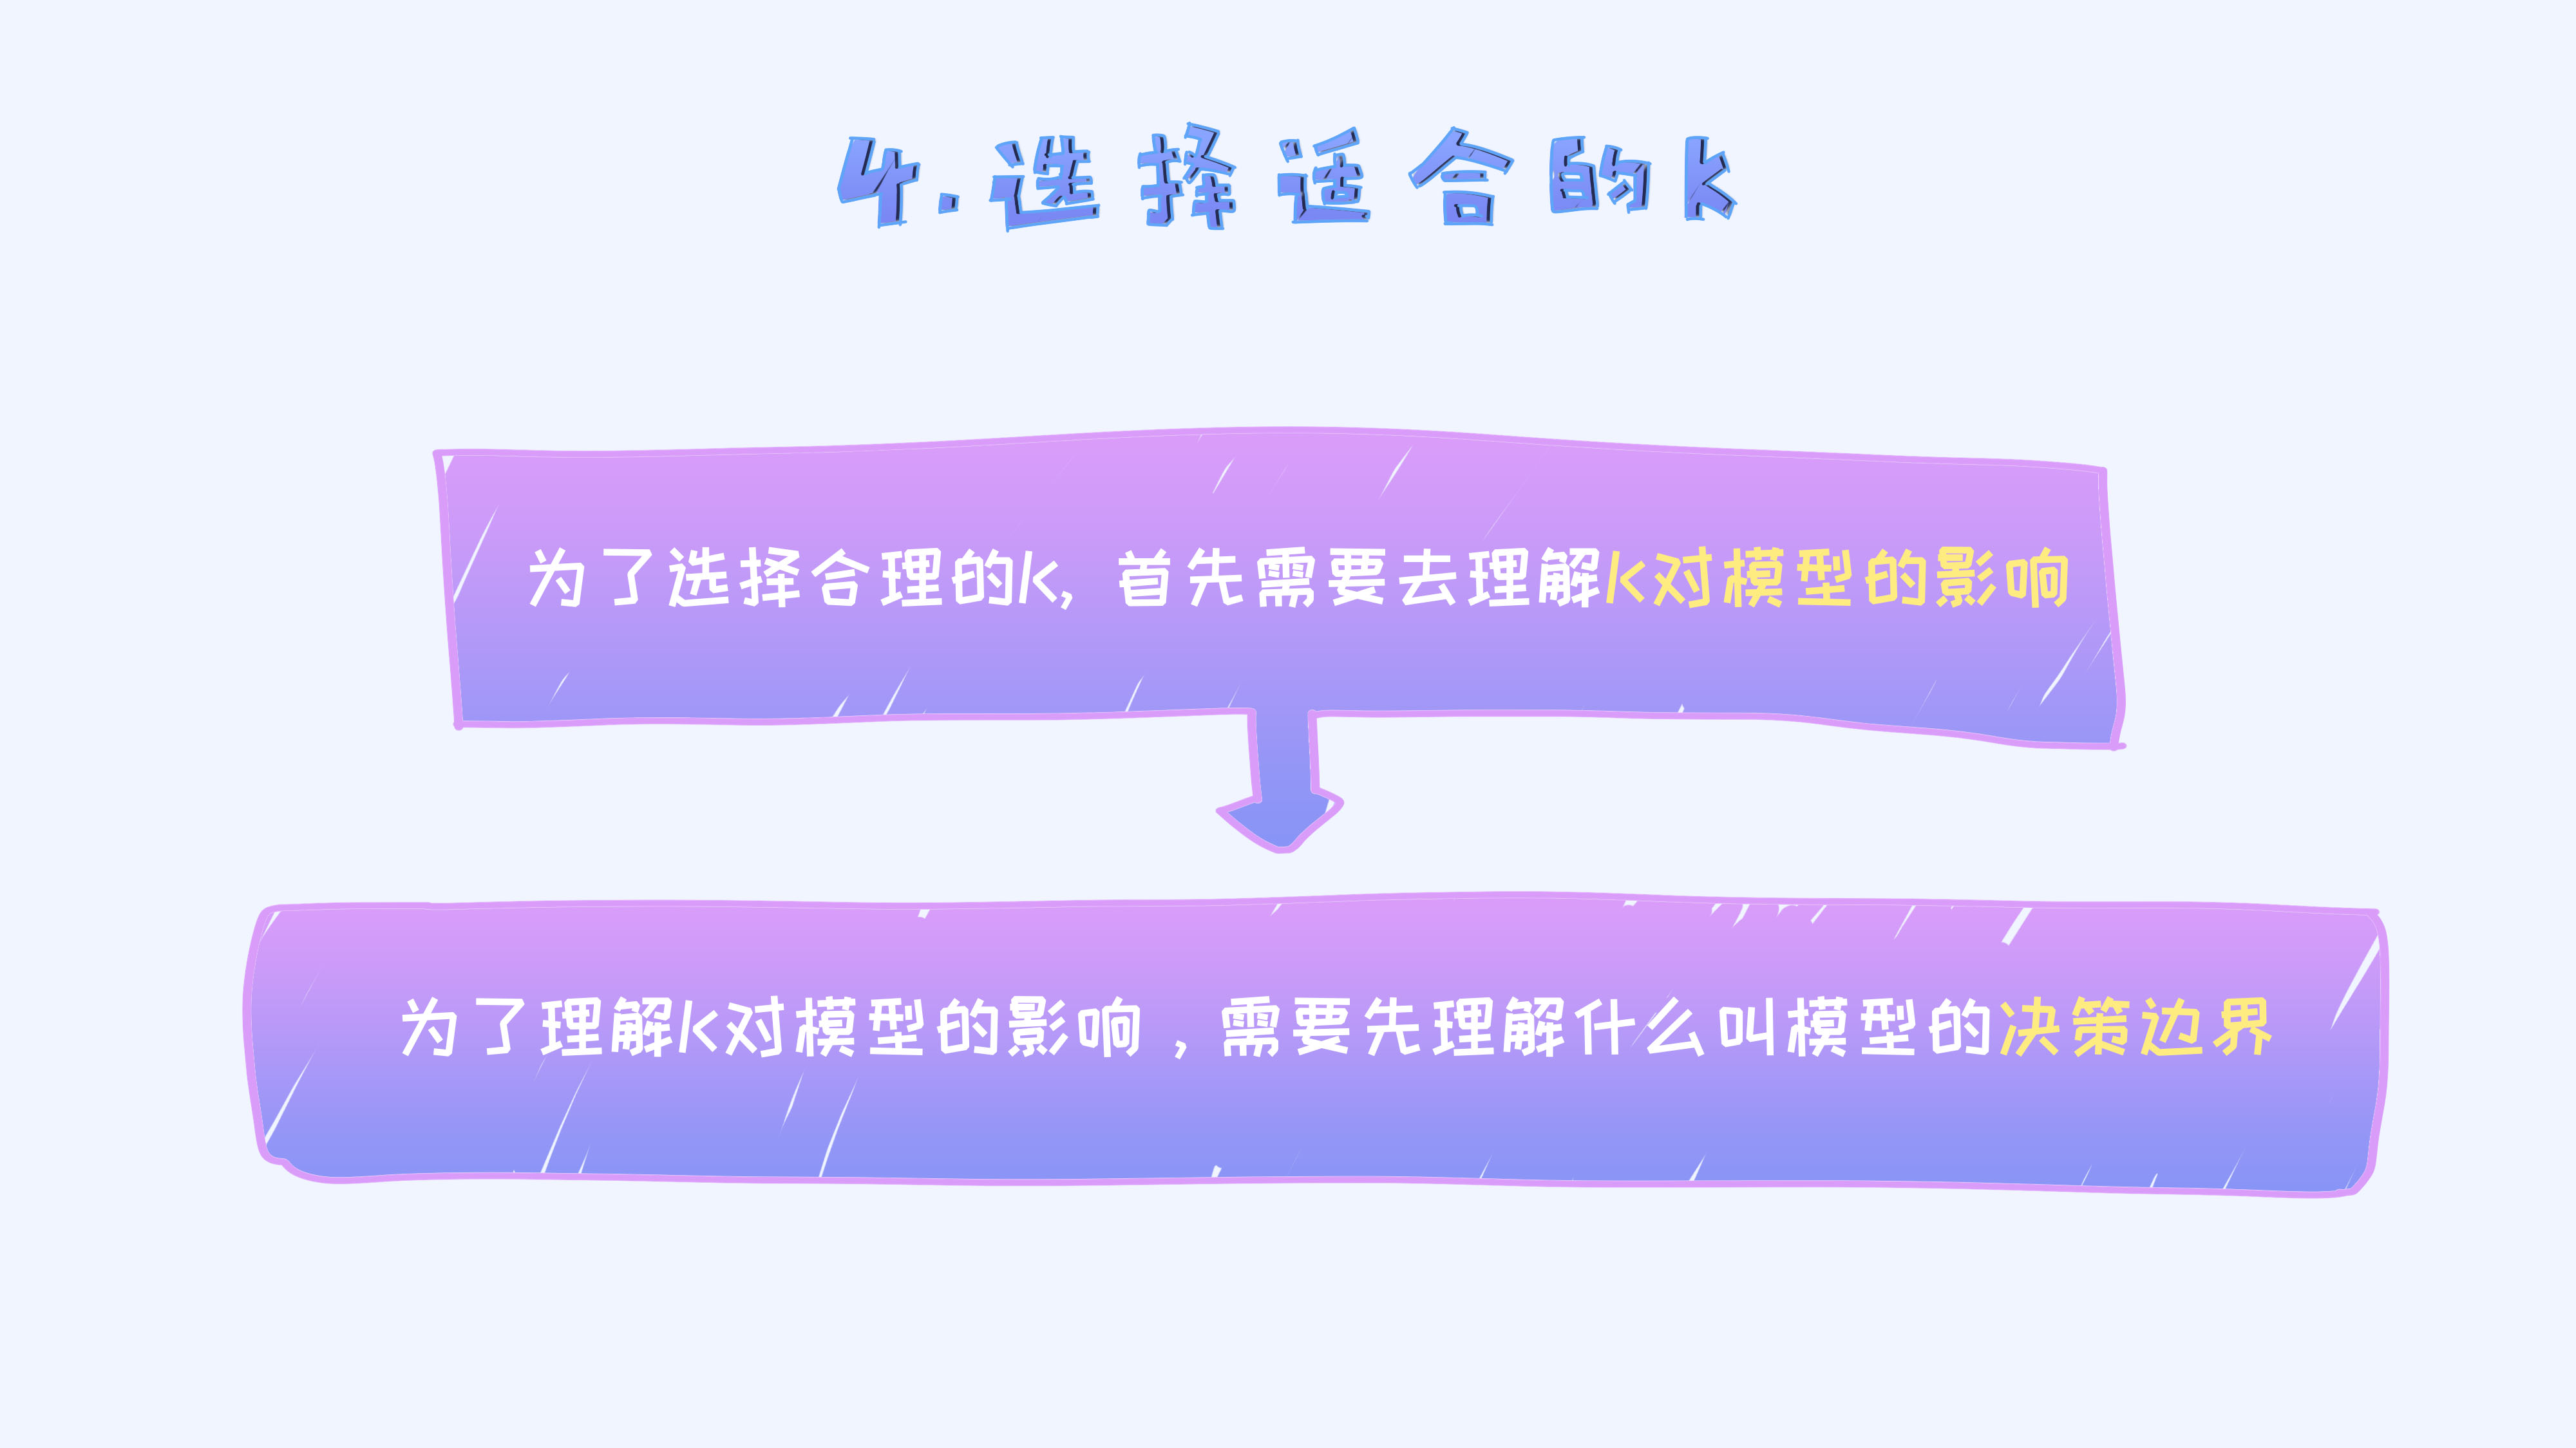 4.选择适合的k
为了选择合理的k，首先需要去理解k对模型的影响
为了理解k对模型的影响，需要先理解什么叫模型的决策边界